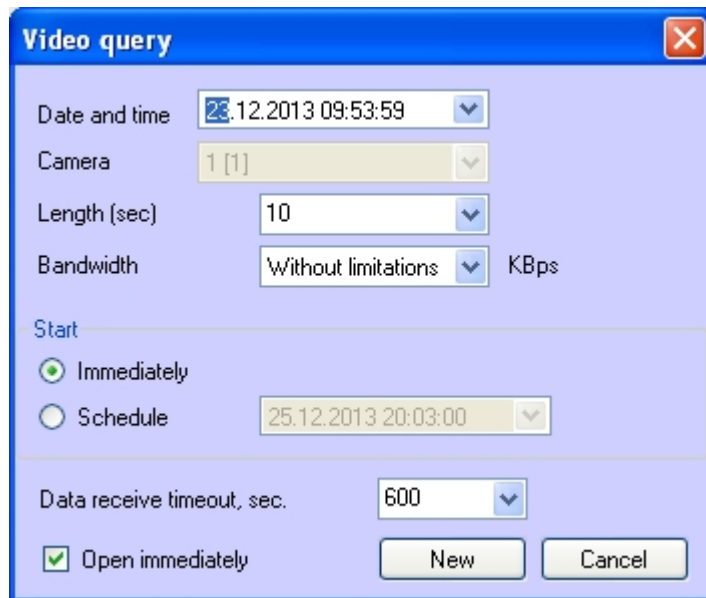 Video query
Date and time 23.12.2013 09:53:59
Camera 1 [1]
Length (sec) 10
Bandwidth Without limitations KBps
Start
Immediately
Schedule 25.12.2013 20:03:00
Data receive timeout, sec. 600
Open immediately New Cancel